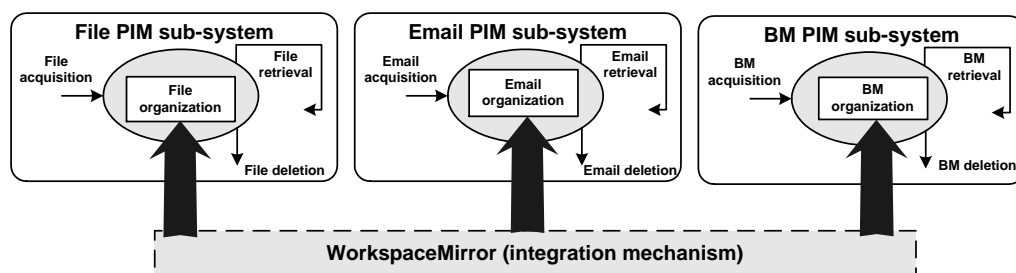 File PIM sub-system
File
acquisition
File
retrieval
File
organization
File deletion
Email PIM sub-system
Email
acquisition
Email
retrieval
Email
organization
Email deletion
BM PIM sub-system
BM
acquisition
BM
retrieval
BM
organization
BM deletion
WorkspaceMirror (integration mechanism)